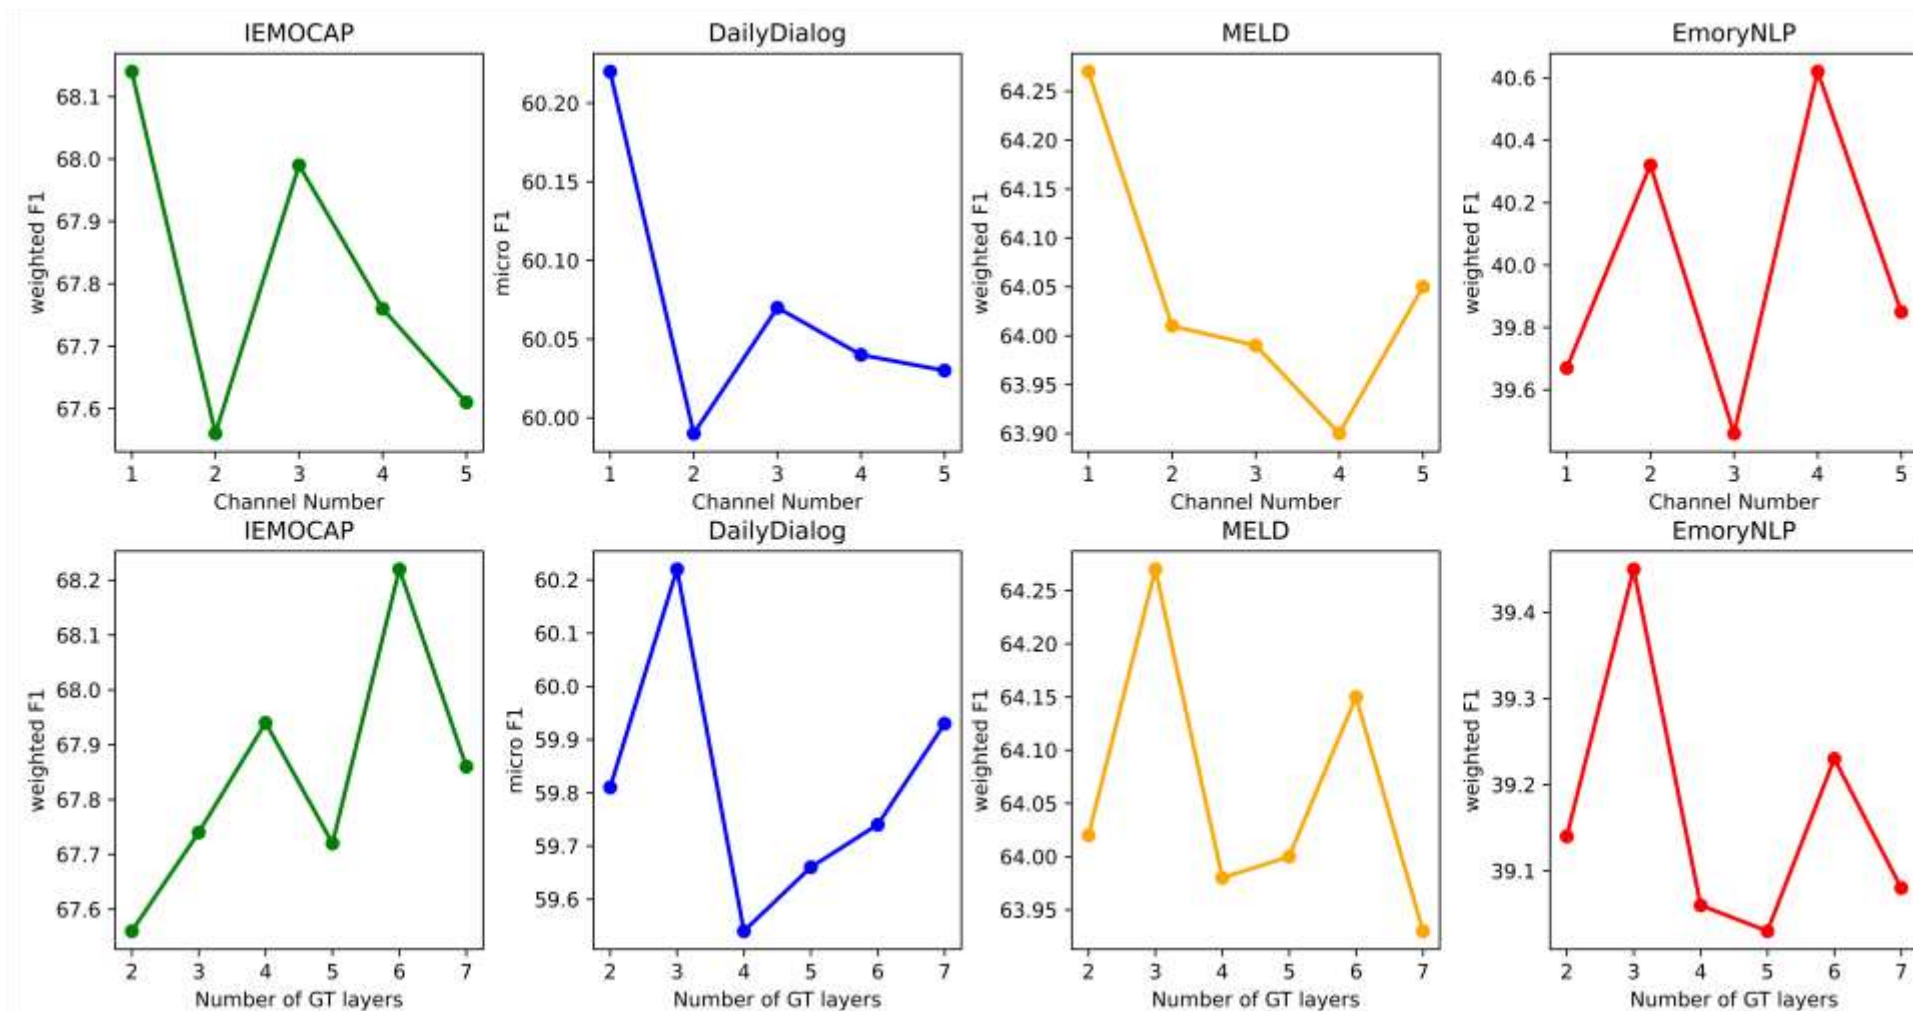 IEMOCAP
weighted F1
68.1
68.0
67.9
67.8
67.7
67.6
1 2 3 4 5
Channel Number
DailyDialog
micro F1
60.20
60.15
60.10
60.05
60.00
1 2 3 4 5
Channel Number
MELD
weighted F1
64.25
64.20
64.15
64.10
64.05
64.00
63.95
63.90
1 2 3 4 5
Channel Number
EmoryNLP
weighted F1
40.6
40.4
40.2
40.0
39.8
39.6
1 2 3 4 5
Channel Number
IEMOCAP
weighted F1
68.2
68.1
68.0
67.9
67.8
67.7
67.6
2 3 4 5 6 7
Number of GT layers
DailyDialog
micro F1
60.2
60.1
60.0
59.9
59.8
59.7
59.6
2 3 4 5 6 7
Number of GT layers
MELD
weighted F1
64.25
64.20
64.15
64.10
64.05
64.00
63.95
2 3 4 5 6 7
Number of GT layers
EmoryNLP
weighted F1
39.4
39.3
39.2
39.1
2 3 4 5 6 7
Number of GT layers